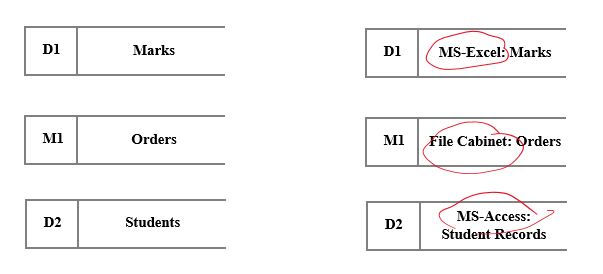 D1 Marks
M1 Orders
D2 Students
D1 MS-Excel: Marks
M1 File Cabinet: Orders
D2 MS-Access:
Student Records